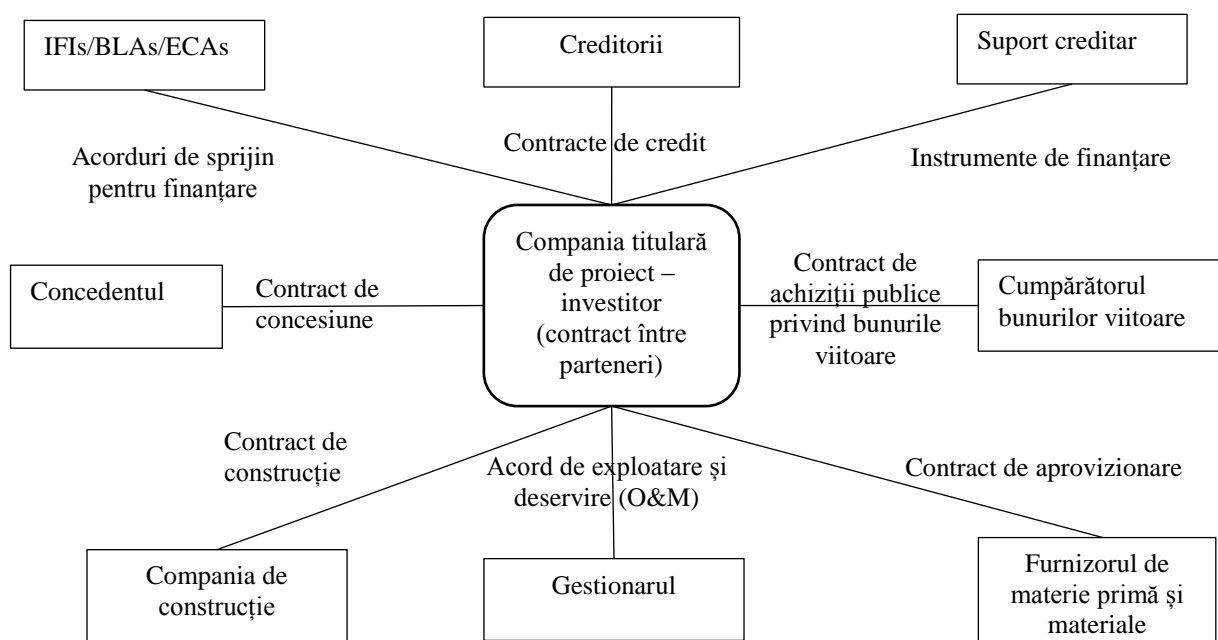 IFIs/BLAs/ECAs
Creditorii
Suport creditar
Acorduri de sprijin
pentru finanțare
Contracte de credit
Instrumente de finanțare
Concedentul
Contract de
concesiune
Compania titulară
de proiect –
investitor
(contract între
parteneri)
Contract de
achiziții publice
privind bunurile
viitoare
Cumpărătorul
bunurilor viitoare
Contract de
construcție
Acord de exploatare și
deservire (O&M)
Contract de aprovizionare
Compania de
construcție
Gestionarul
Furnizorul de
materie primă și
materiale